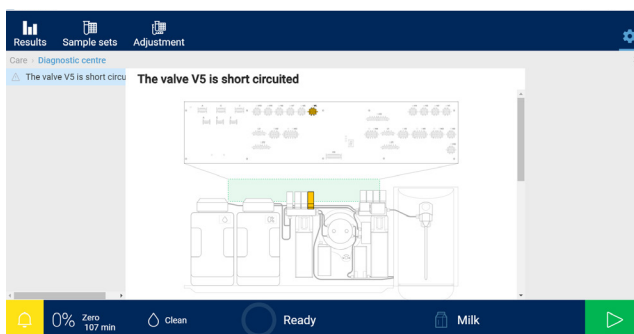 Results Sample sets Adjustment
Care › Diagnostic centre
The valve V5 is short circu
The valve V5 is short circuited
0% Zero
107 min
Clean
Ready
Milk